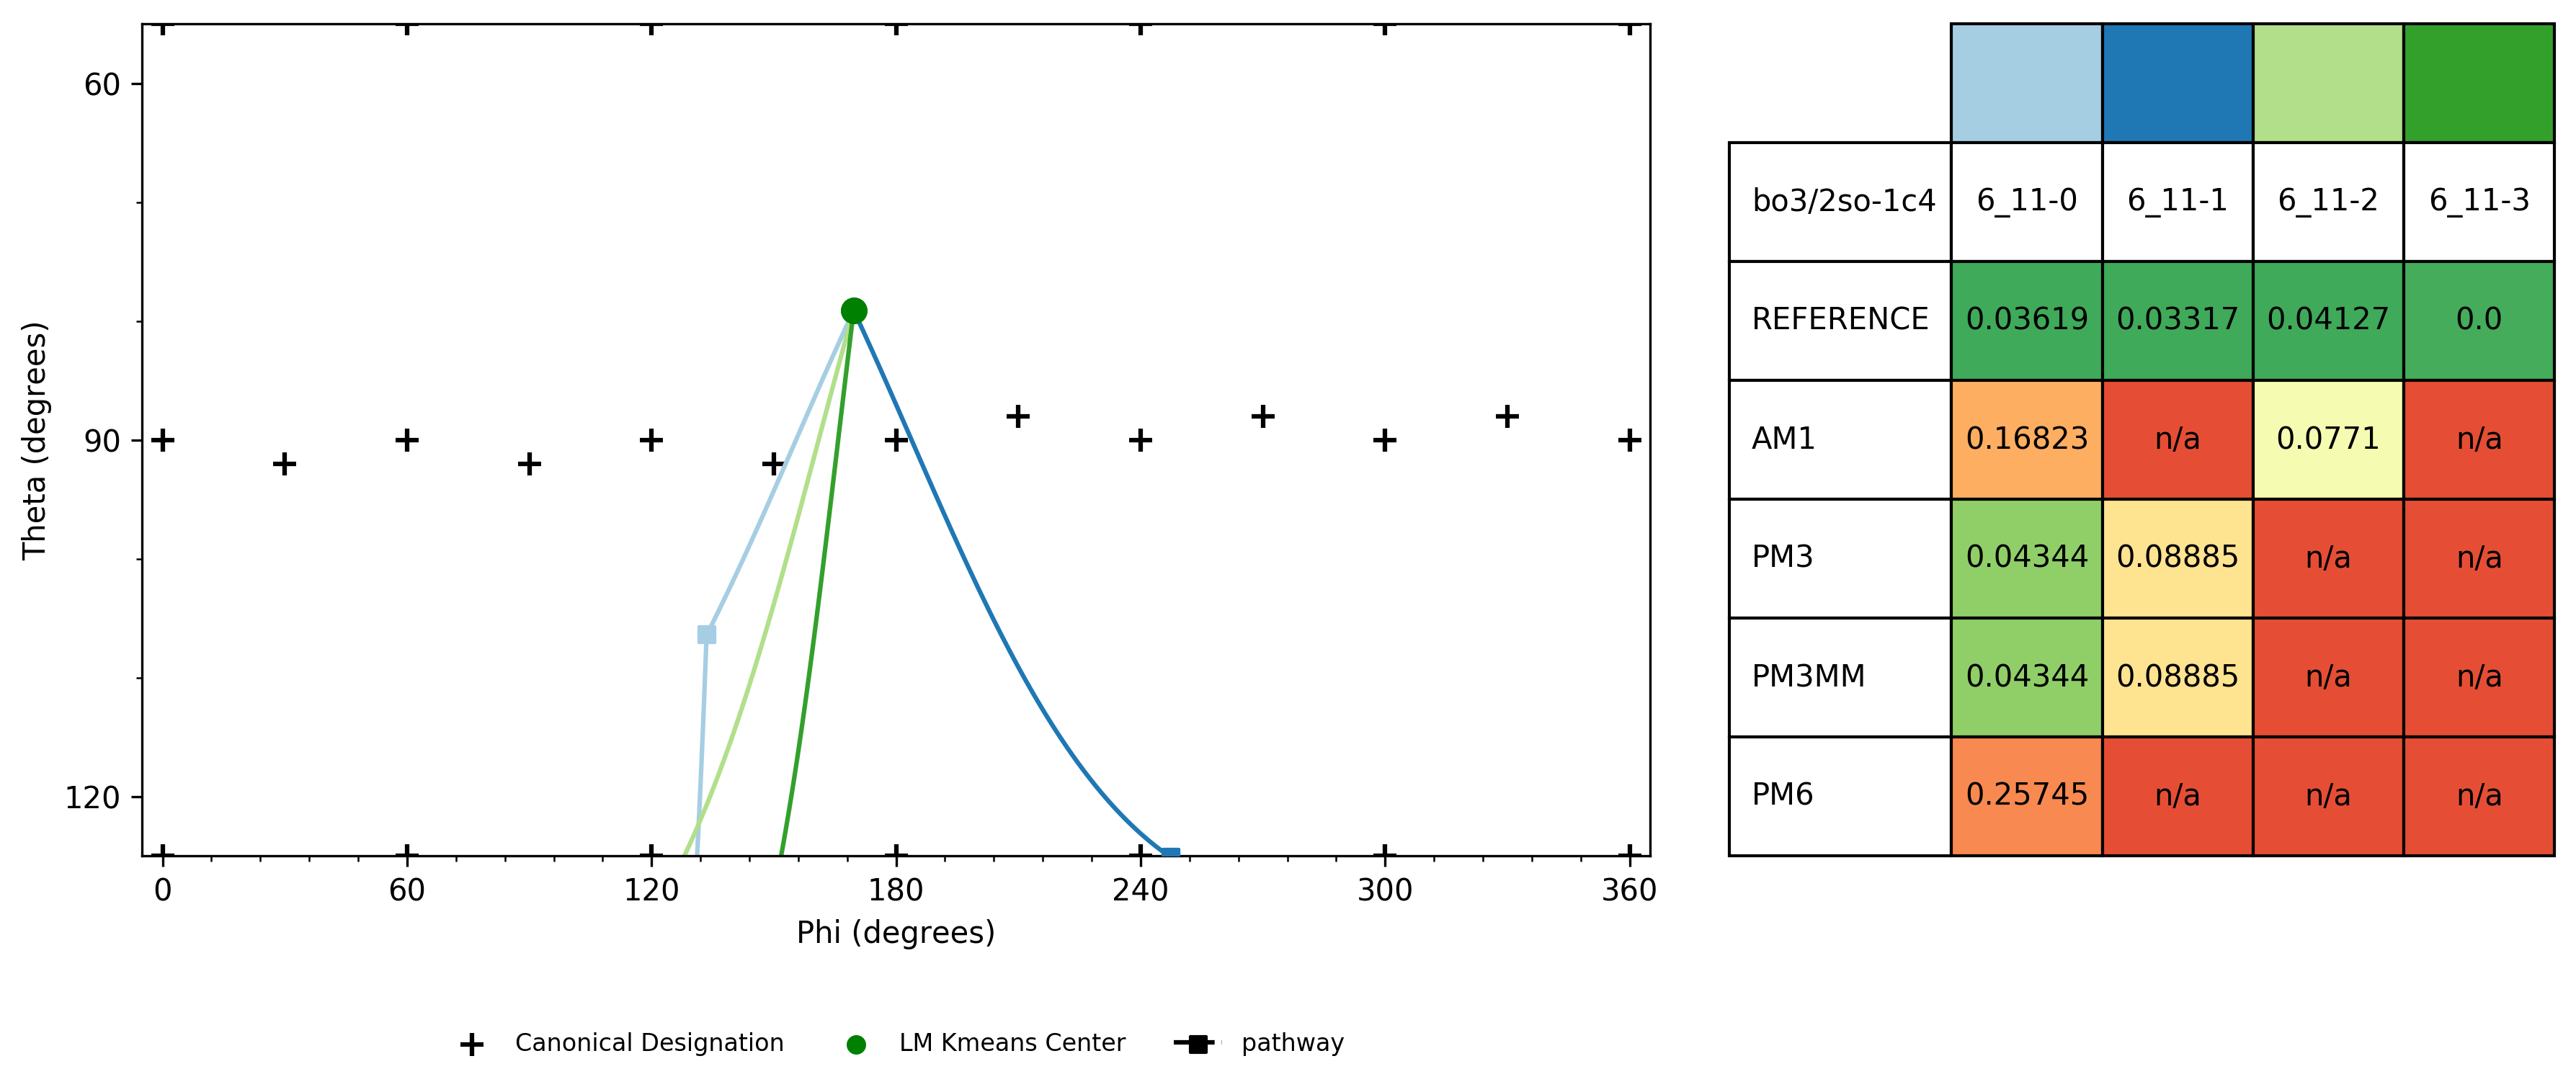 60
90
120
Theta (degrees)
0 60 120 180 240 300 360
Phi (degrees)
Canonical Designation LM Kmeans Center pathway
bo3/2so-1c4 6_11-0 6_11-1 6_11-2 6_11-3
REFERENCE 0.03619 0.03317 0.04127 0.0
AM1 0.16823 n/a 0.0771 n/a
PM3 0.04344 0.08885 n/a n/a
PM3MM 0.04344 0.08885 n/a n/a
PM6 0.25745 n/a n/a n/a